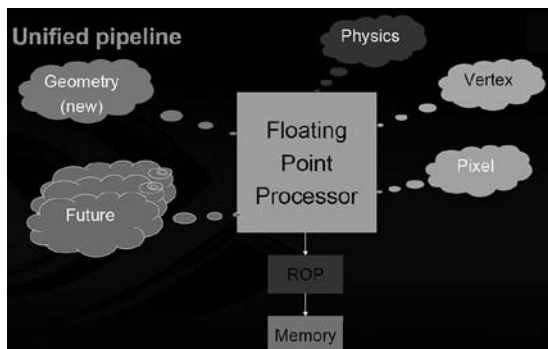 Unified pipeline
Physics
Geometry
(new)
Vertex
Floating
Point
Processor
Pixel
Future
ROP
Memory